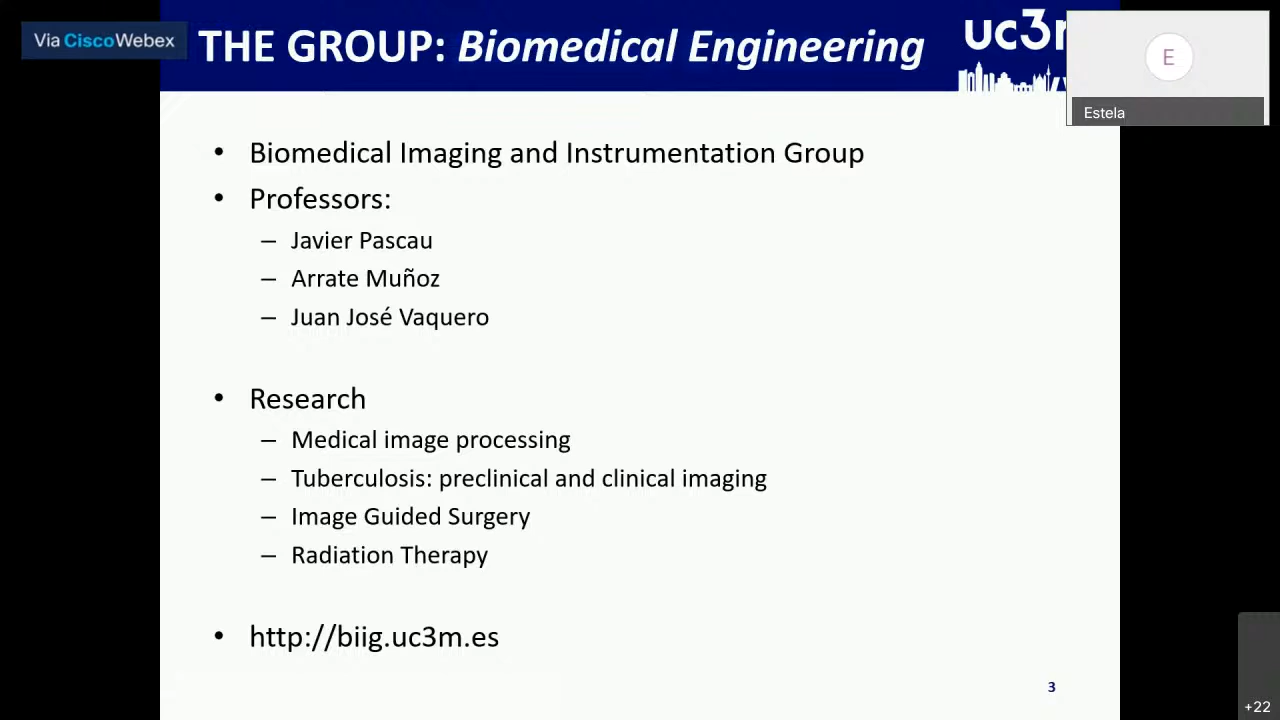 Via CiscoWebex
THE GROUP: Biomedical Engineering
uc3m
E
Estela
• Biomedical Imaging and Instrumentation Group
• Professors:
– Javier Pascau
– Arrate Muñoz
– Juan José Vaquero
• Research
– Medical image processing
– Tuberculosis: preclinical and clinical imaging
– Image Guided Surgery
– Radiation Therapy
• http://biig.uc3m.es
3
+22